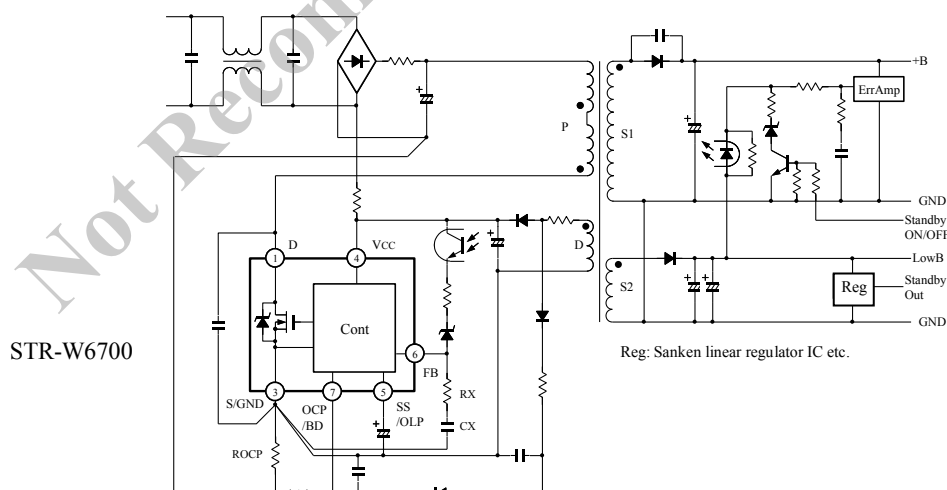 Not Recom
+B
ErrAmp
P
S1
GND
Standby
ON/OFF
D
VCC
D
1
4
LowB
S2
Reg
Standby
Out
Cont
GND
STR-W6700
6
FB
Reg: Sanken linear regulator IC etc.
3
7
5
S/GND
OCP
/BD
SS
/OLP
RX
CX
ROCP